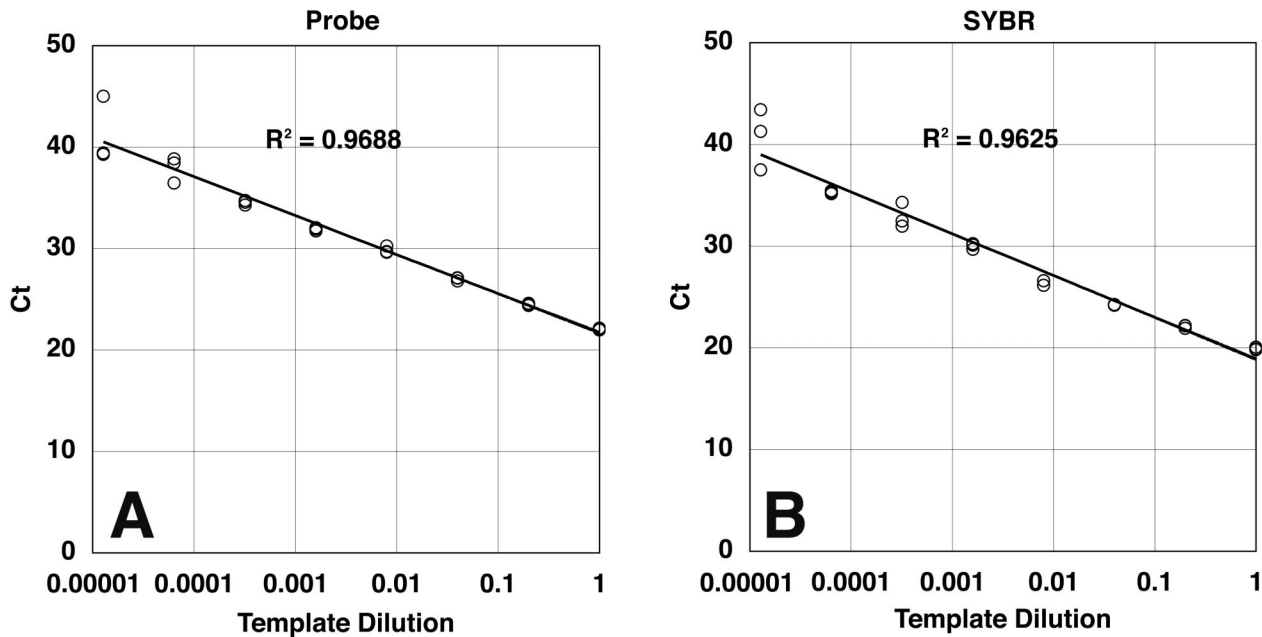 Probe
50
40
30
20
10
0
Ct
R² = 0.9688
A
0.00001 0.0001 0.001 0.01 0.1 1
Template Dilution
SYBR
50
40
30
20
10
0
Ct
R² = 0.9625
B
0.00001 0.0001 0.001 0.01 0.1 1
Template Dilution